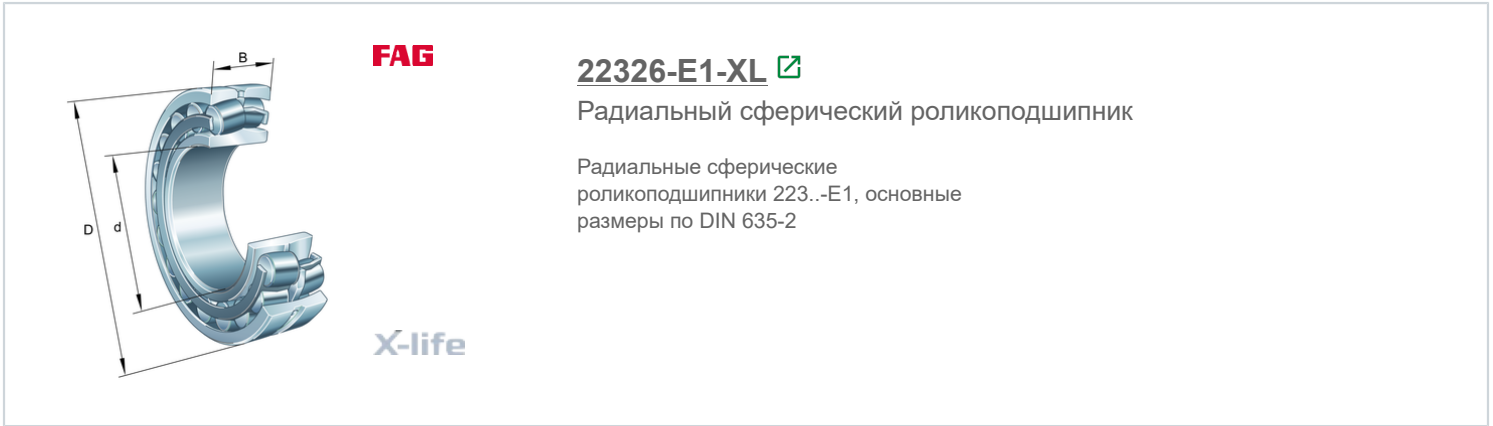 B
FAG
22326-E1-XL
Радиальный сферический роликоподшипник
Радиальные сферические
роликоподшипники 223..-E1, основные
размеры по DIN 635-2
D
d
X-life